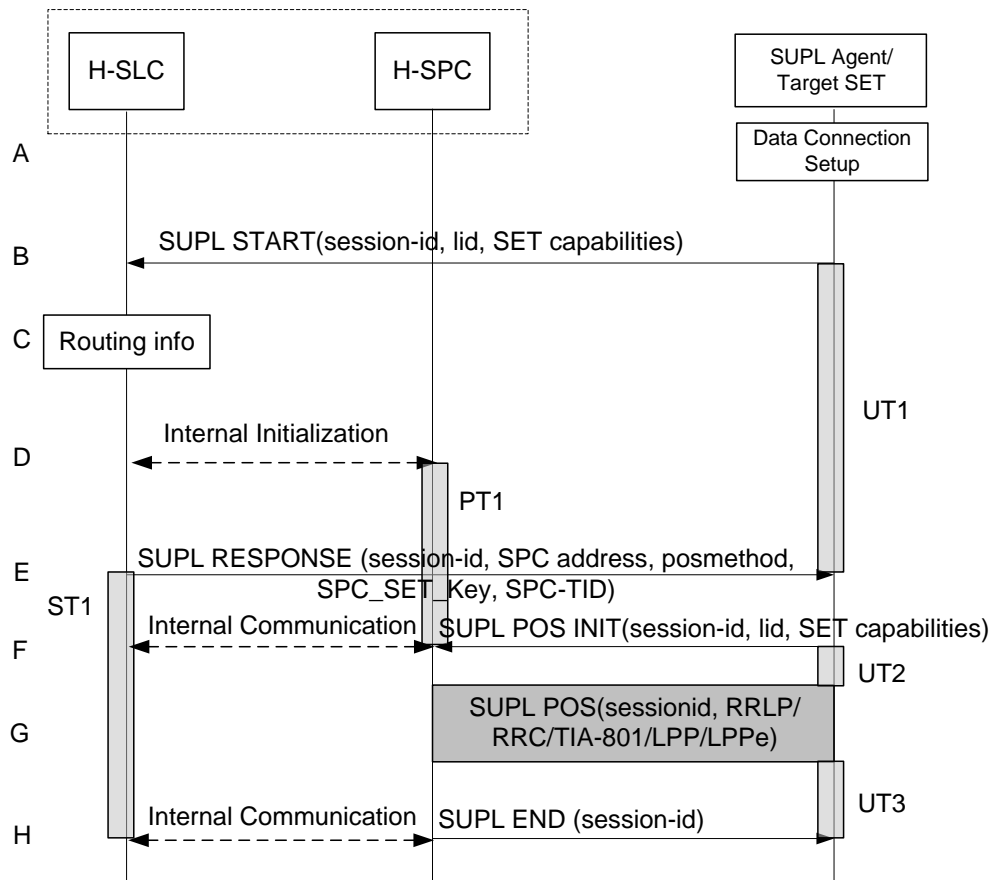 H-SLC
H-SPC
SUPL Agent/
Target SET
A
Data Connection
Setup
B
SUPL START(session-id, lid, SET capabilities)
C
Routing info
UT1
D
Internal Initialization
PT1
E
SUPL RESPONSE (session-id, SPC address, posmethod,
SPC_SET_Key, SPC-TID)
ST1
F
Internal Communication
SUPL POS INIT(session-id, lid, SET capabilities)
UT2
G
SUPL POS(sessionid, RRLP/
RRC/TIA-801/LPP/LPPe)
UT3
H
Internal Communication
SUPL END (session-id)